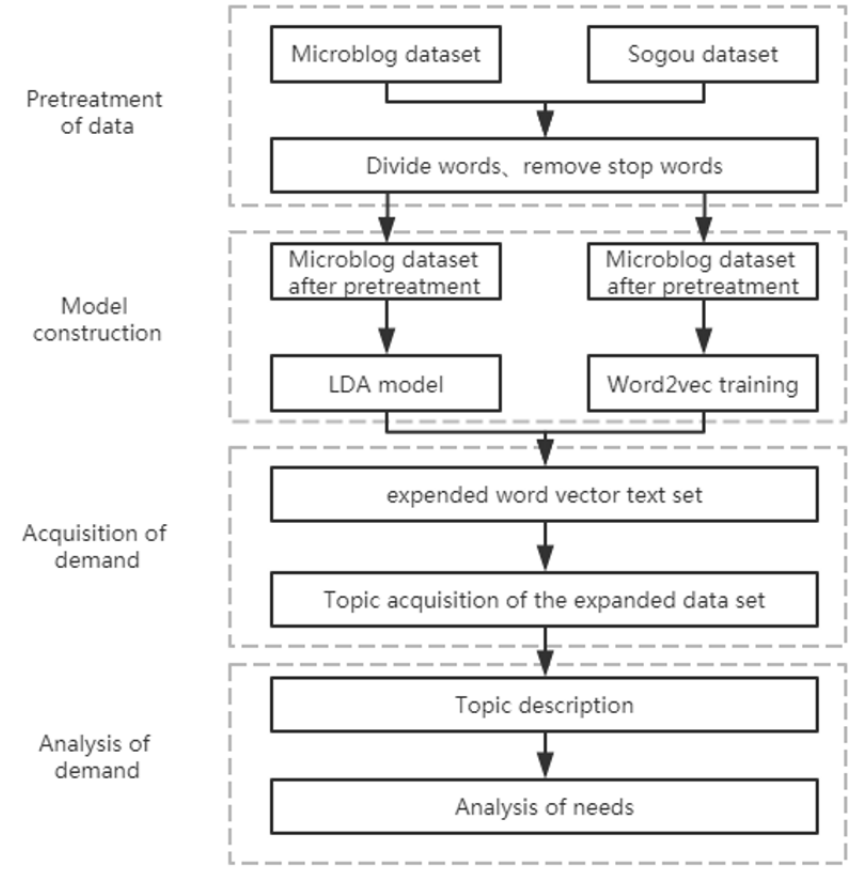 Microblog dataset
Sogou dataset
Pretreatment
of data
Divide words、remove stop words
Microblog dataset
after pretreatment
Microblog dataset
after pretreatment
Model
construction
LDA model
Word2vec training
expended word vector text set
Acquisition of
demand
Topic acquisition of the expanded data set
Topic description
Analysis of
demand
Analysis of needs